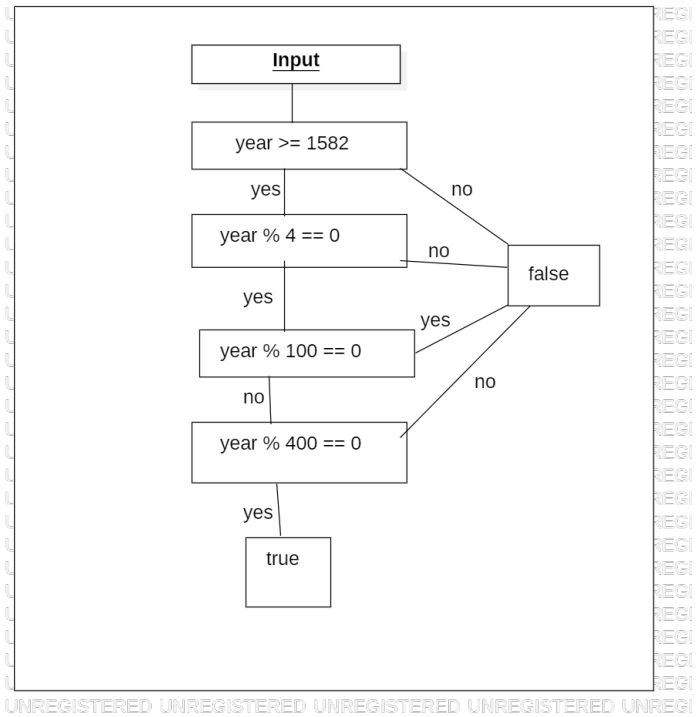 Input
year >= 1582
yes
no
year % 4 == 0
no
yes
false
yes
year % 100 == 0
no
no
year % 400 == 0
yes
true
UNREGISTERED UNREGISTERED UNREGISTERED UNREGISTERED UNREGI